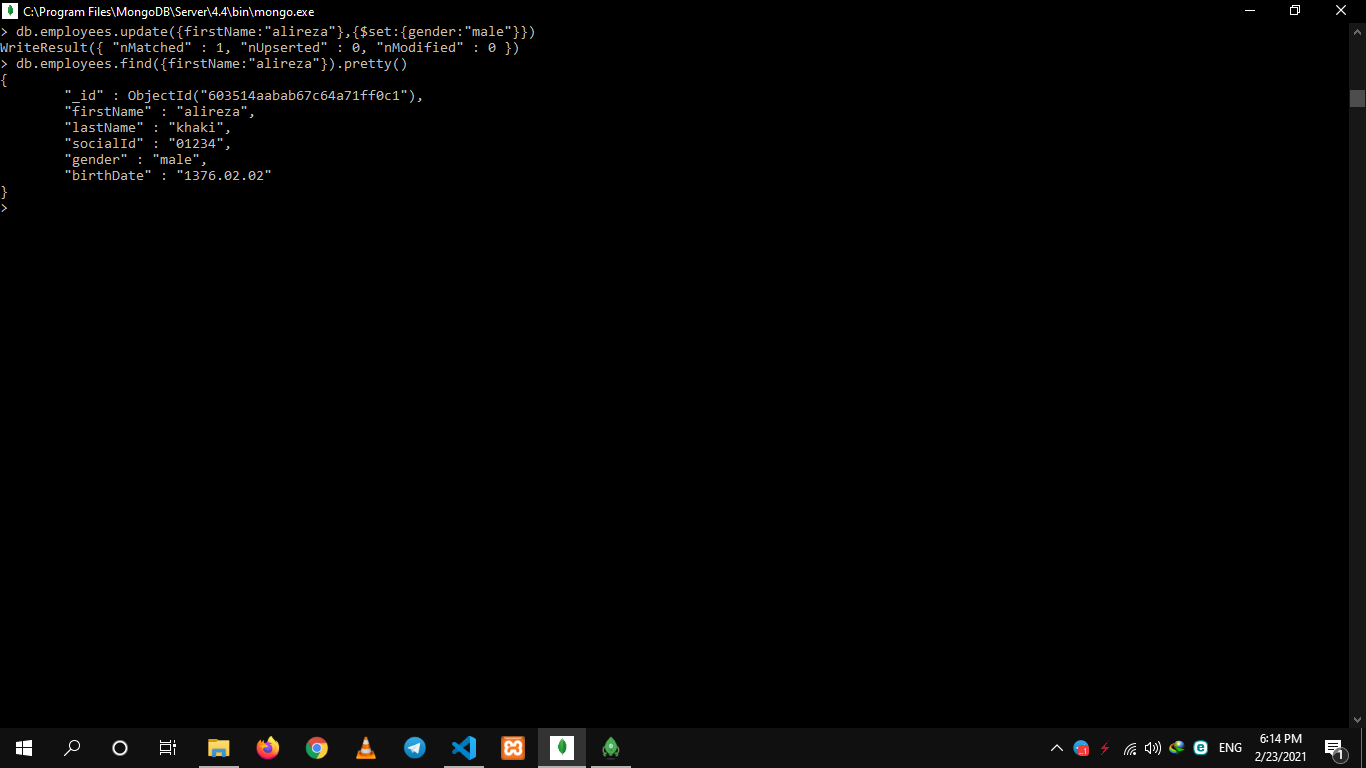 C:\Program Files\MongoDB\Server\4.4\bin\mongo.exe
> db.employees.update({firstName:"alireza"},{$set:{gender:"male"}})
WriteResult({ "nMatched" : 1, "nUpserted" : 0, "nModified" : 0 })
> db.employees.find({firstName:"alireza"}).pretty()
{
        "_id" : ObjectId("603514aabab67c64a71ff0c1"),
        "firstName" : "alireza",
        "lastName" : "khaki",
        "socialId" : "01234",
        "gender" : "male",
        "birthDate" : "1376.02.02"
}
>
ENG
6:14 PM
2/23/2021
1